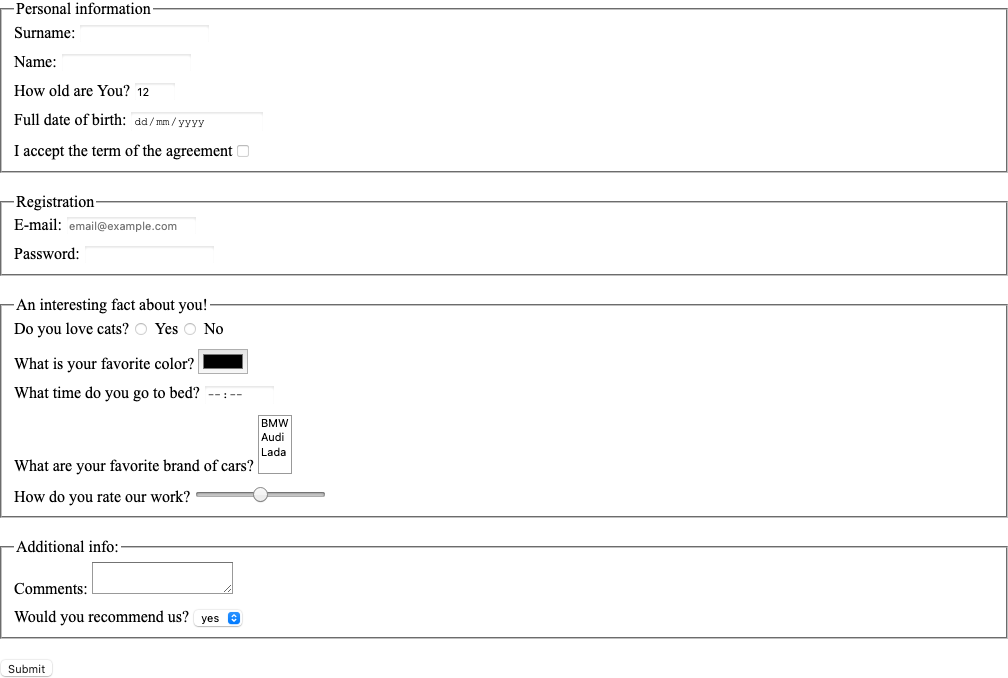 Personal information
Surname:
Name:
How old are You? 12
Full date of birth: dd/mm/yyyy
I accept the term of the agreement
Registration
E-mail: email@example.com
Password:
An interesting fact about you!
Do you love cats? Yes No
What is your favorite color?
What time do you go to bed? --:--
BMW
Audi
Lada
What are your favorite brand of cars?
How do you rate our work?
Additional info:
Comments:
Would you recommend us? yes
Submit